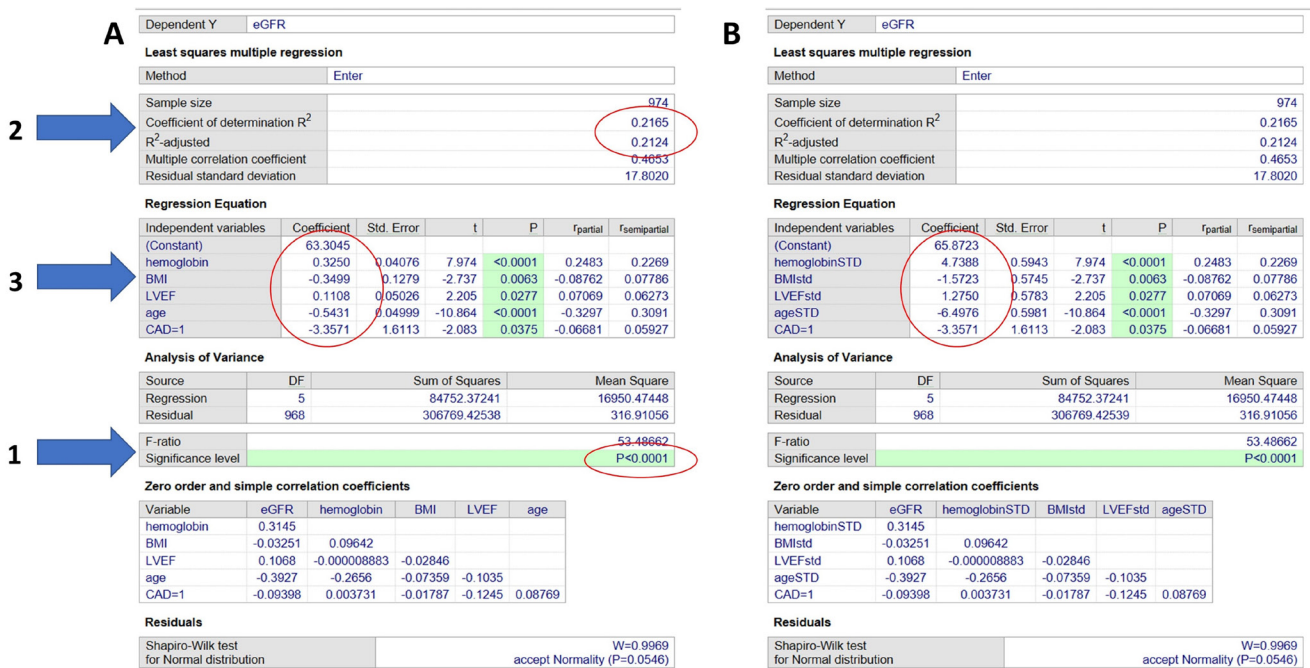 A
Dependent Y eGFR
Least squares multiple regression
Method Enter
Sample size 974
2
Coefficient of determination R² 0.2165
R²-adjusted 0.2124
Multiple correlation coefficient 0.4653
Residual standard deviation 17.8020
Regression Equation
Independent variables Coefficient Std. Error t P rpartial rsemipartial
(Constant) 63.3045
hemoglobin 0.3250 0.04076 7.974 <0.0001 0.2483 0.2269
3
BMI -0.3499 0.1279 -2.737 0.0063 -0.08762 0.07786
LVEF 0.1108 0.05026 2.205 0.0277 0.07069 0.06273
age -0.5431 0.04999 -10.864 <0.0001 -0.3297 0.3091
CAD=1 -3.3571 1.6113 -2.083 0.0375 -0.06681 0.05927
Analysis of Variance
Source DF Sum of Squares Mean Square
Regression 5 84752.37241 16950.47448
Residual 968 306769.42538 316.91056
1
F-ratio 53.48662
Significance level P<0.0001
Zero order and simple correlation coefficients
Variable eGFR hemoglobin BMI LVEF age
hemoglobin 0.3145
BMI -0.03251 0.09642
LVEF 0.1068 -0.000008883 -0.02846
age -0.3927 -0.2656 -0.07359 -0.1035
CAD=1 -0.09398 0.003731 -0.01787 -0.1245 0.08769
Residuals
Shapiro-Wilk test W=0.9969
for Normal distribution accept Normality (P=0.0546)
B
Dependent Y eGFR
Least squares multiple regression
Method Enter
Sample size 974
Coefficient of determination R² 0.2165
R²-adjusted 0.2124
Multiple correlation coefficient 0.4653
Residual standard deviation 17.8020
Regression Equation
Independent variables Coefficient Std. Error t P rpartial rsemipartial
(Constant) 65.8723
hemoglobinSTD 4.7388 0.5943 7.974 <0.0001 0.2483 0.2269
BMIstd -1.5723 0.5745 -2.737 0.0063 -0.08762 0.07786
LVEFstd 1.2750 0.5783 2.205 0.0277 0.07069 0.06273
ageSTD -6.4976 0.5981 -10.864 <0.0001 -0.3297 0.3091
CAD=1 -3.3571 1.6113 -2.083 0.0375 -0.06681 0.05927
Analysis of Variance
Source DF Sum of Squares Mean Square
Regression 5 84752.37241 16950.47448
Residual 968 306769.42539 316.91056
F-ratio 53.48662
Significance level P<0.0001
Zero order and simple correlation coefficients
Variable eGFR hemoglobinSTD BMIstd LVEFstd ageSTD
hemoglobinSTD 0.3145
BMIstd -0.03251 0.09642
LVEFstd 0.1068 -0.000008883 -0.02846
ageSTD -0.3927 -0.2656 -0.07359 -0.1035
CAD=1 -0.09398 0.003731 -0.01787 -0.1245 0.08769
Residuals
Shapiro-Wilk test W=0.9969
for Normal distribution accept Normality (P=0.0546)